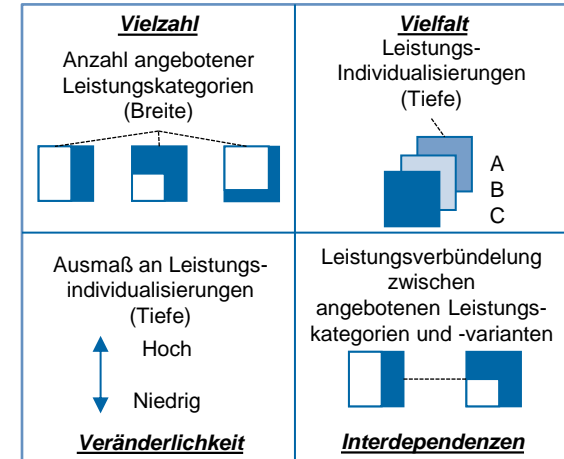 Vielzahl
Anzahl angebotener
Leistungskategorien
(Breite)
Vielfalt
Leistungs-
Individualisierungen
(Tiefe)
A
B
C
Ausmaß an Leistungs-
individualisierungen
(Tiefe)
Hoch
Niedrig
Veränderlichkeit
Leistungsverbündelung
zwischen
angebotenen Leistungs-
kategorien und -varianten
Interdependenzen